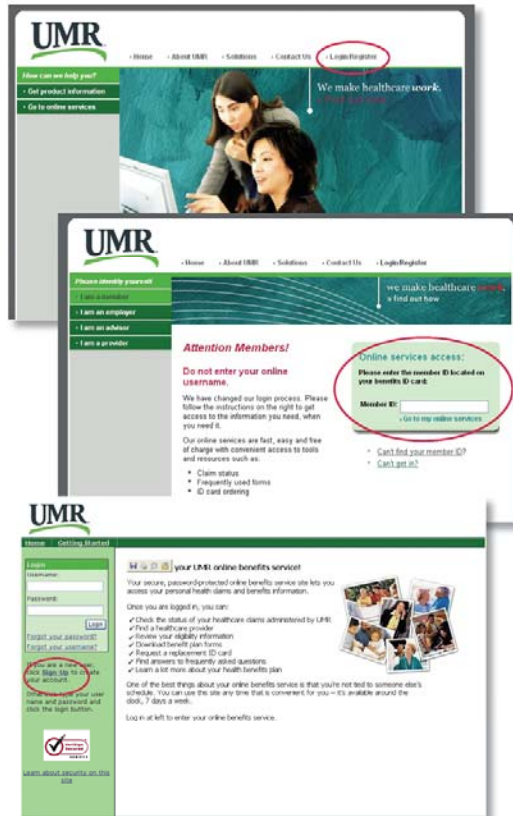 UMR
Home About UMR Solutions Contact Us Login/Register
How can we help you?
Get product information
Go to online services
We make healthcare work.
UMR
Home About UMR Solutions Contact Us Login/Register
Please identify yourself
I am a member
I am an employer
I am an advisor
I am a provider
we make healthcare work.
» find out how
Attention Members!
Do not enter your online
username.
We have changed our login process. Please
follow the instructions on the right to get
access to the information you need, when
you need it.
Our online services are fast, easy and free
of charge with convenient access to tools
and resources such as:
• Claim status
• Frequently used forms
• ID card ordering
Online services access:
Please enter the member ID located on
your benefits ID card:
Member ID:
Go to my online services
• Can't find your member ID?
• Can't get in?
UMR
Home Getting Started
Login
Username:
Password:
Login
Forgot your password?
Forgot your username?
If you are a new user,
click Sign Up to create
your account.
type your user
name and password and
click the login button.
Learn about security on this
site
your UMR online benefits service!
Your secure, password-protected online benefits service site lets you
access your personal health claims and benefits information.
Once you are logged in, you can:
✓ Check the status of your healthcare claims administered by UMR
✓ Find a healthcare provider
✓ Review your eligibility information
✓ Download benefit plan forms
✓ Request a replacement ID card
✓ Find answers to frequently asked questions
✓ Learn a lot more about your health benefits plan
One of the best things about your online benefits service is that you're not tied to someone else's
schedule. You can use this site any time that is convenient for you – it's available around the
clock, 7 days a week.
Log in at left to enter your online benefits service.